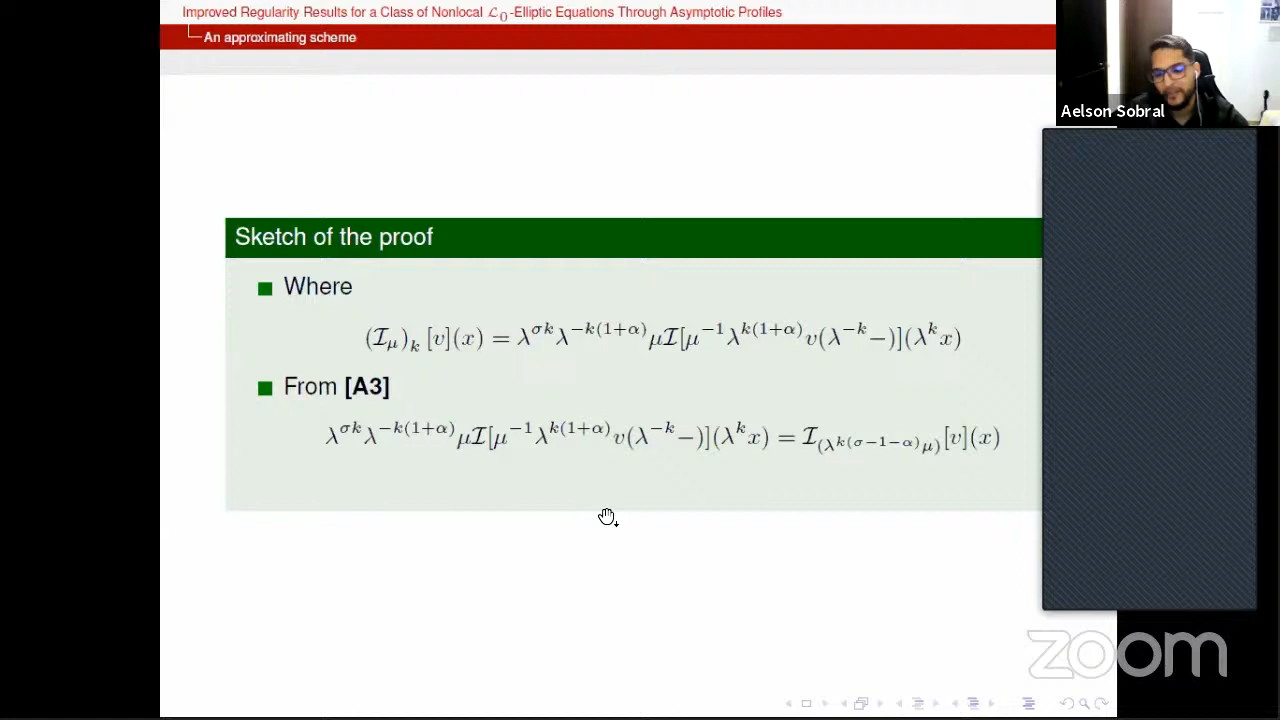 Improved Regularity Results for a Class of Nonlocal ℒ₀-Elliptic Equations Through Asymptotic Profiles
An approximating scheme
Aelson Sobral
Sketch of the proof
Where
(ℐ_μ)_k [v](x) = λ^{σk}λ^{−k(1+α)}μℐ[μ^{−1}λ^{k(1+α)}v(λ^{−k}−)](λ^k x)
From [A3]
λ^{σk}λ^{−k(1+α)}μℐ[μ^{−1}λ^{k(1+α)}v(λ^{−k}−)](λ^k x) = ℐ_{(λ^{k(σ−1−α)}μ)}[v](x)
zoom